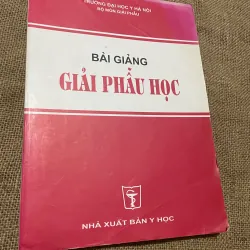 TRƯỜNG ĐẠI HỌC Y HÀ NỘI
BỘ MÔN GIẢI PHẪU
BÀI GIẢNG
GIẢI PHẪU HỌC
NHÀ XUẤT BẢN Y HỌC